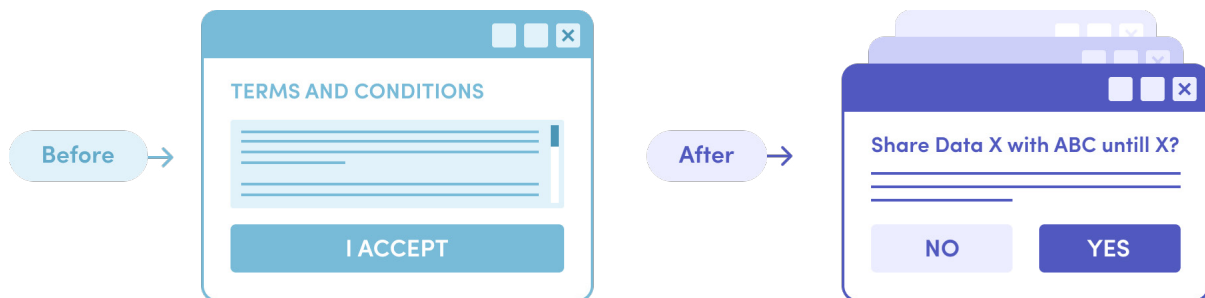 Before
TERMS AND CONDITIONS
I ACCEPT
After
Share Data X with ABC untill X?
NO
YES